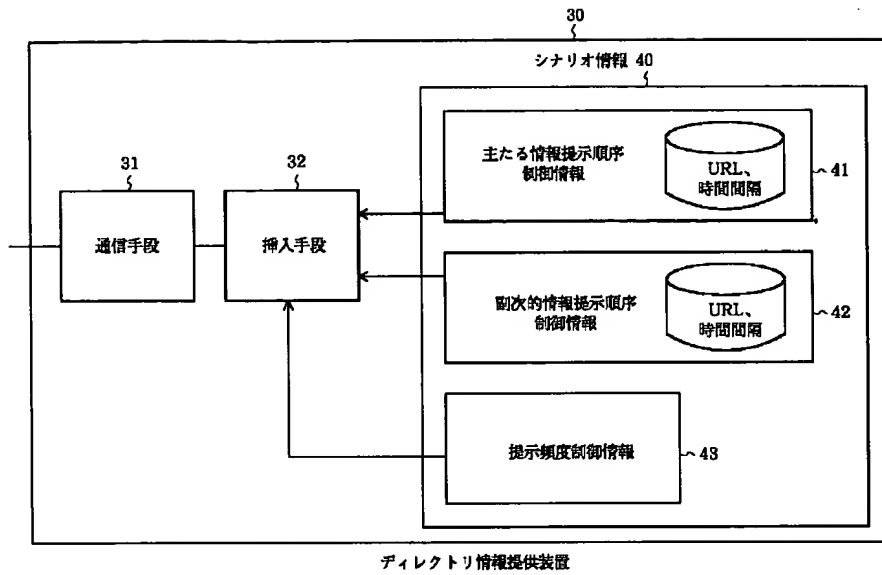 30
シナリオ情報 40
主たる情報提示順序
制御情報
URL、
時間間隔
41
31
通信手段
32
挿入手段
副次的情報提示順序
制御情報
URL、
時間間隔
42
提示頻度制御情報
43
ディレクトリ情報提供装置